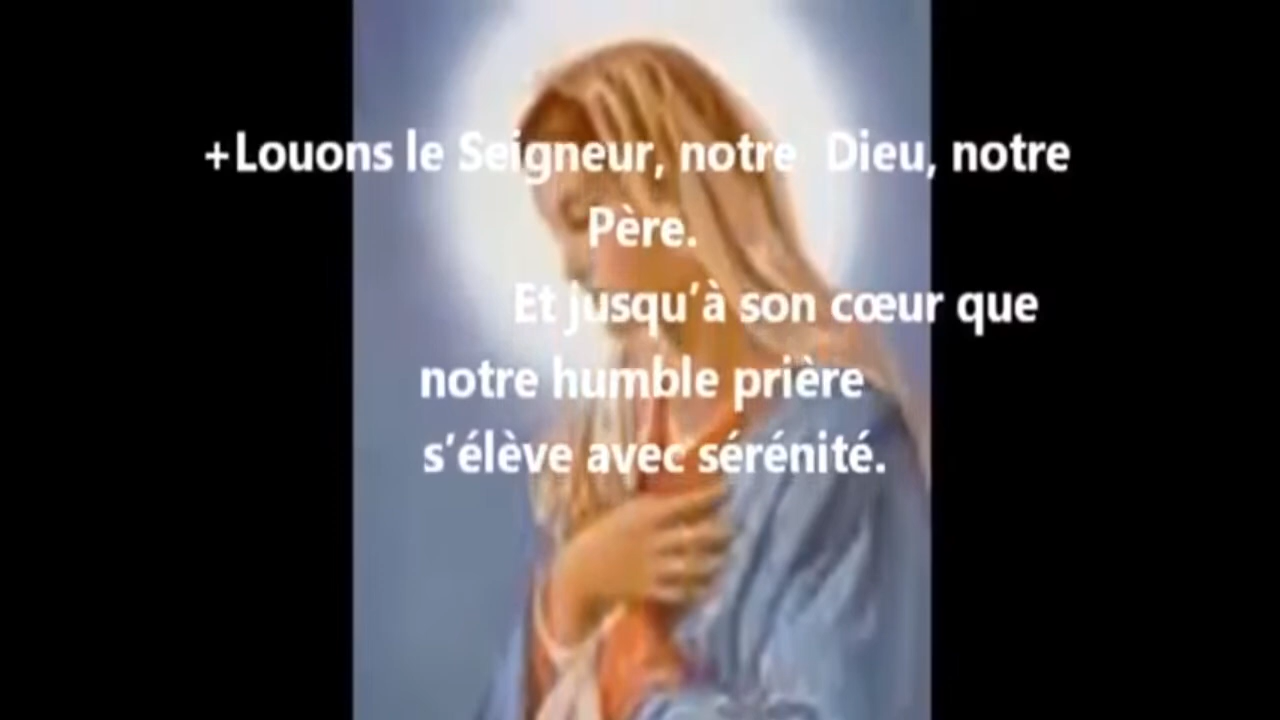 +Louons le Seigneur, notre  Dieu, notre
Père.
Et jusqu’à son cœur que
notre humble prière
s’élève avec sérénité.